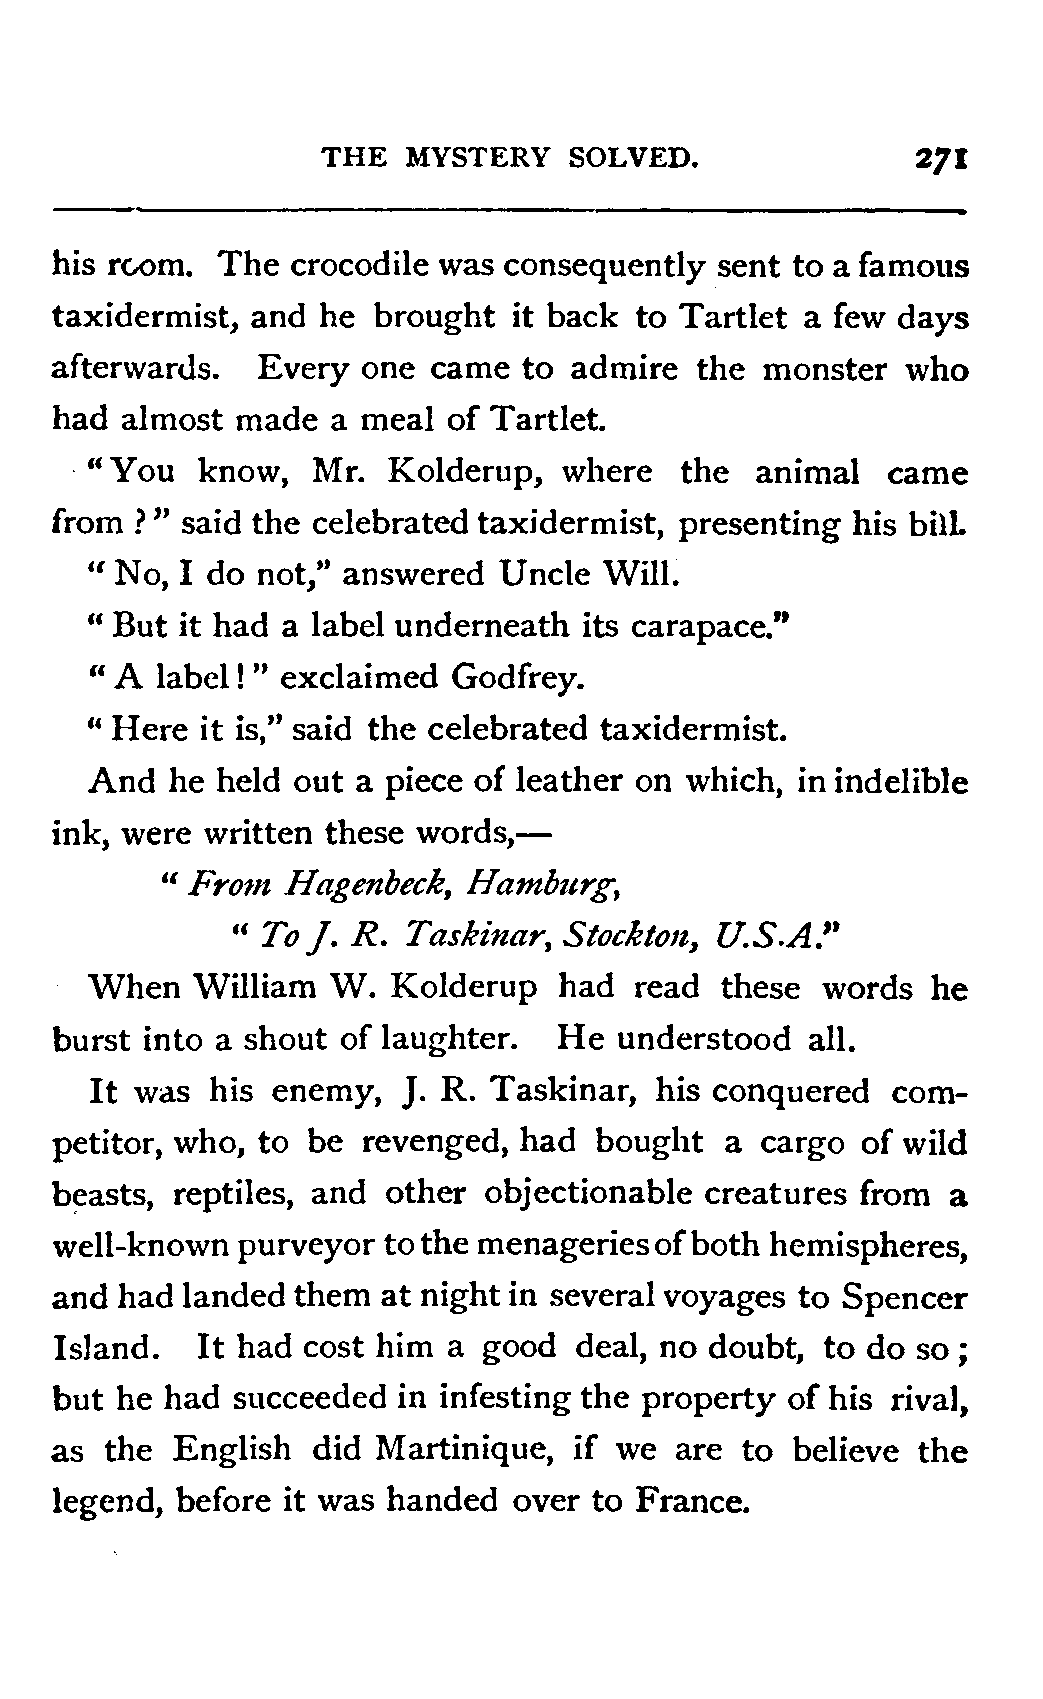 THE MYSTERY SOLVED. 271
his room. The crocodile was consequently sent to a famous
taxidermist, and he brought it back to Tartlet a few days
afterwards. Every one came to admire the monster who
had almost made a meal of Tartlet.
“You know, Mr. Kolderup, where the animal came
from ?” said the celebrated taxidermist, presenting his bill.
“ No, I do not,” answered Uncle Will.
“ But it had a label underneath its carapace.”
“ A label ! ” exclaimed Godfrey.
“ Here it is,” said the celebrated taxidermist.
And he held out a piece of leather on which, in indelible
ink, were written these words,—
“ From Hagenbeck, Hamburg,
“ To J. R. Taskinar, Stockton, U.S.A.”
When William W. Kolderup had read these words he
burst into a shout of laughter. He understood all.
It was his enemy, J. R. Taskinar, his conquered com-
petitor, who, to be revenged, had bought a cargo of wild
beasts, reptiles, and other objectionable creatures from a
well-known purveyor to the menageries of both hemispheres,
and had landed them at night in several voyages to Spencer
Island. It had cost him a good deal, no doubt, to do so ;
but he had succeeded in infesting the property of his rival,
as the English did Martinique, if we are to believe the
legend, before it was handed over to France.